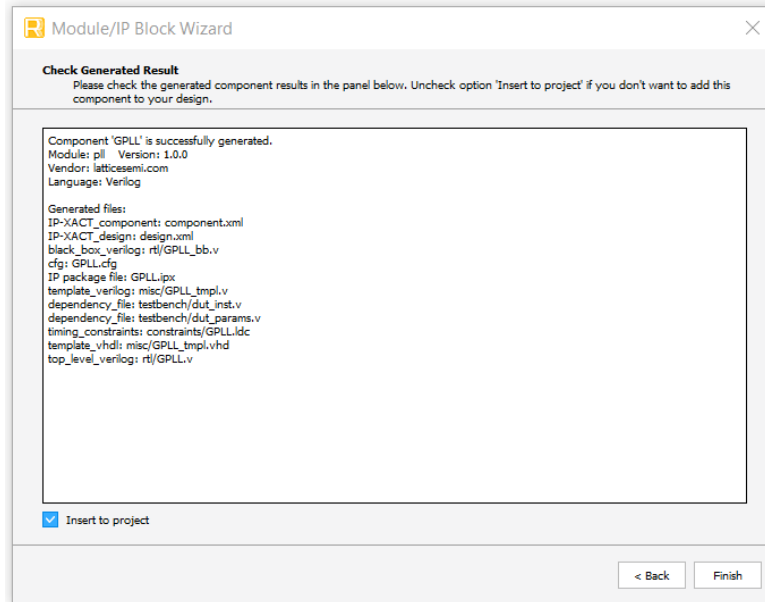 Module/IP Block Wizard
Check Generated Result
Please check the generated component results in the panel below. Uncheck option 'Insert to project' if you don't want to add this
component to your design.
Component 'GPLL' is successfully generated.
Module: pll Version: 1.0.0
Vendor: latticesemi.com
Language: Verilog
Generated files:
IP-XACT_component: component.xml
IP-XACT_design: design.xml
black_box_verilog: rtl/GPLL_bb.v
cfg: GPLL.cfg
IP package file: GPLL.ipx
template_verilog: misc/GPLL_tmpl.v
dependency_file: testbench/dut_inst.v
dependency_file: testbench/dut_params.v
timing_constraints: constraints/GPLL.ldc
template_vhdl: misc/GPLL_tmpl.vhd
top_level_verilog: rtl/GPLL.v
Insert to project
< Back
Finish